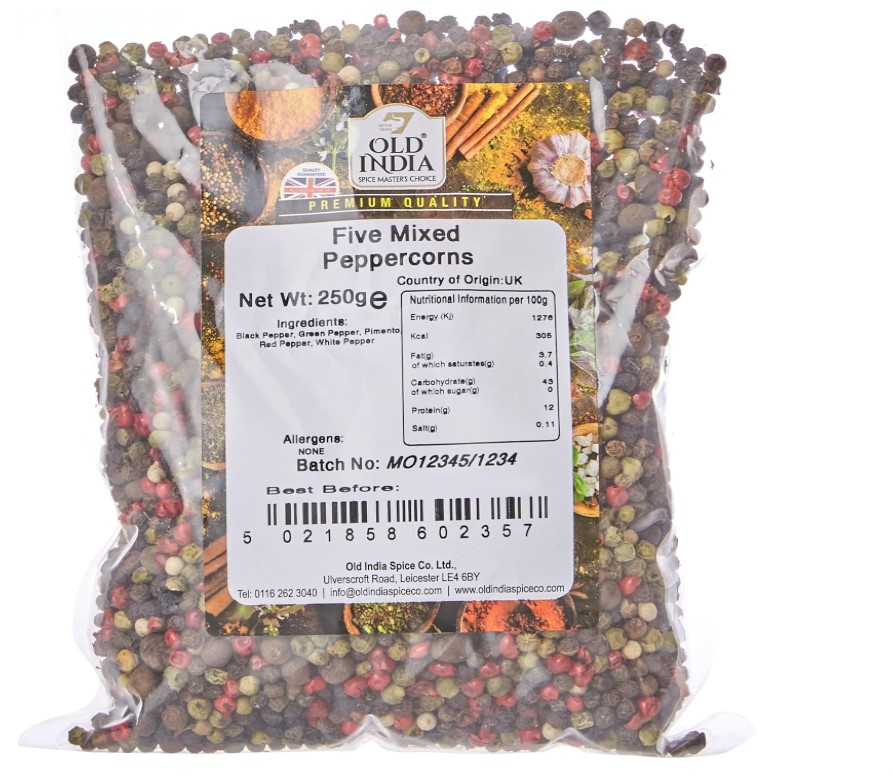 OLD®
INDIA
SPICE MASTER'S CHOICE
QUALITY
GUARANTEED
PREMIUM QUALITY
Five Mixed
Peppercorns
Country of Origin:UK
Net Wt: 250g e
Ingredients:
Black Pepper, Green Pepper, Pimento,
Red Pepper, White Pepper
Nutritional Information per 100g
Energy (Kj) 1276
Kcal 305
Fat(g) 3.7
of which saturates(g) 0.4
Carbohydrate(g) 43
of which sugar(g) 0
Protein(g) 12
Salt(g) 0.11
Allergens:
NONE
Batch No: MO12345/1234
Best Before:
5 021858 602357
Old India Spice Co. Ltd.,
Ulverscroft Road, Leicester LE4 6BY
Tel: 0116 262 3040 | info@oldindiaspiceco.com | www.oldindiaspiceco.com